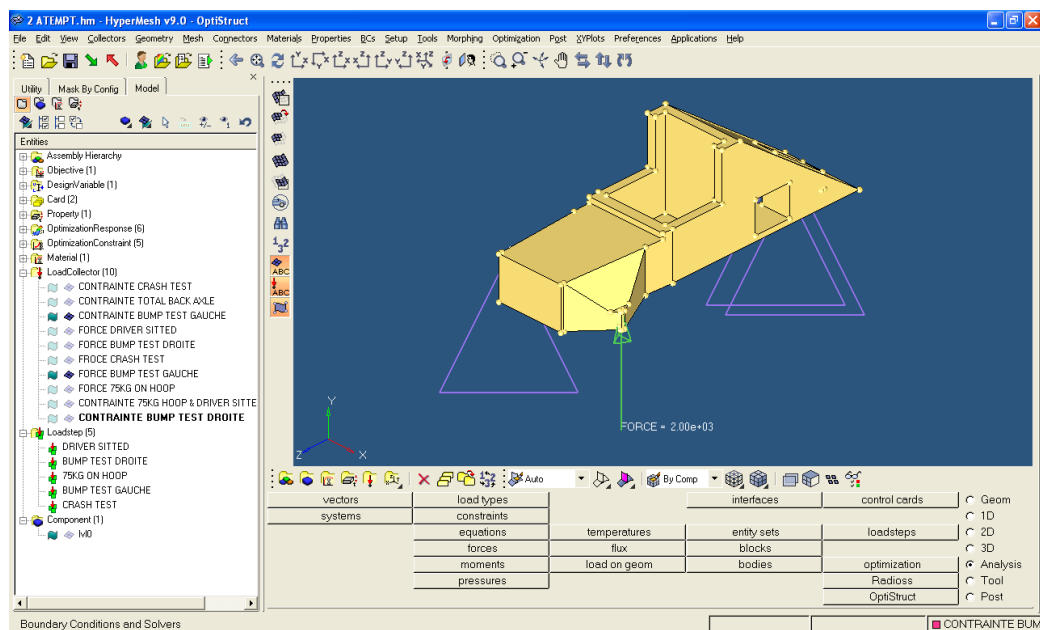 2 ATEMPT.hm - HyperMesh v9.0 - OptiStruct
File Edit View Collectors Geometry Mesh Connectors Materials Properties BCs Setup Tools Morphing Optimization Post XYPlots Preferences Applications Help
Utility Mask By Config Model
Entities
Assembly Hierarchy
Objective (1)
DesignVariable (1)
Card (2)
Property (1)
OptimizationResponse (6)
OptimizationConstraint (5)
Material (1)
LoadCollector (10)
CONTRAINTE CRASH TEST
CONTRAINTE TOTAL BACK AXLE
CONTRAINTE BUMP TEST GAUCHE
FORCE DRIVER SITTED
FORCE BUMP TEST DROITE
FROCE CRASH TEST
FORCE BUMP TEST GAUCHE
FORCE 75KG ON HOOP
CONTRAINTE 75KG HOOP & DRIVER SITTE
CONTRAINTE BUMP TEST DROITE
Loadstep (5)
DRIVER SITTED
BUMP TEST DROITE
75KG ON HOOP
BUMP TEST GAUCHE
CRASH TEST
Component (1)
lvl0
1 2 3
ABC
ABC
FORCE = 2.00e+03
Y
Z X
Auto By Comp
vectors load types interfaces control cards Geom
systems constraints 1D
equations temperatures entity sets loadsteps 2D
forces flux blocks 3D
moments load on geom bodies optimization Analysis
pressures Radioss Tool
OptiStruct Post
Boundary Conditions and Solvers CONTRAINTE BUM